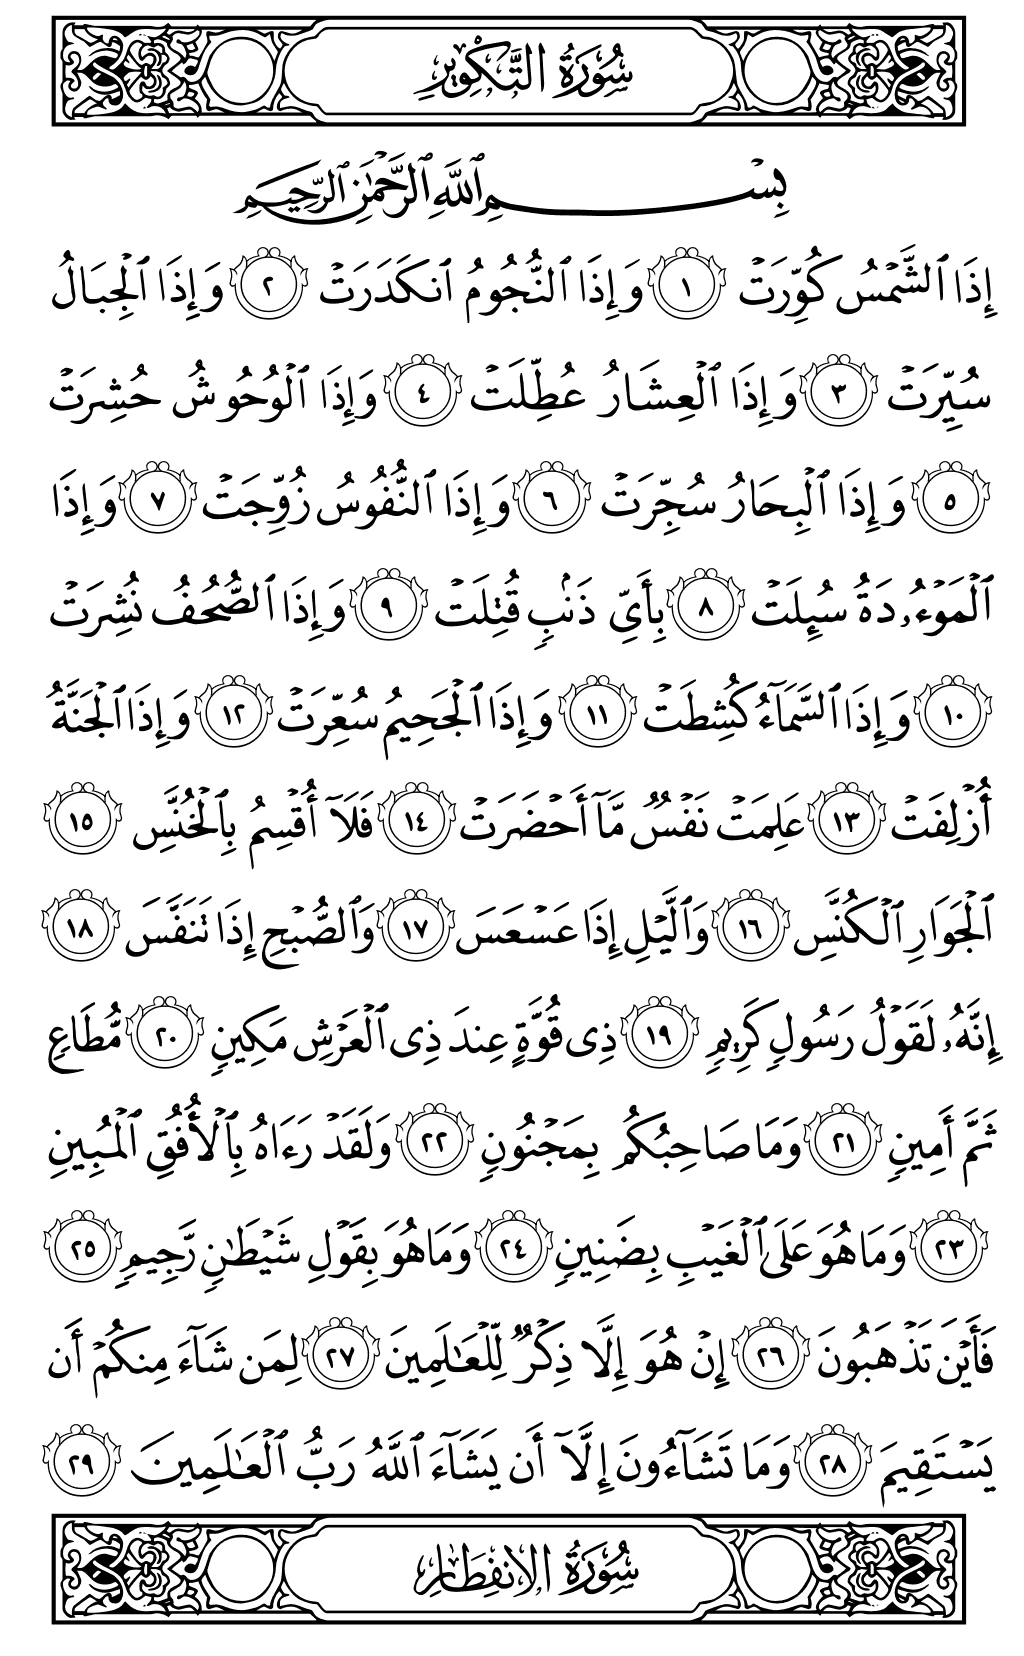 سُورَةُ التَّكْوِيرِ
بِسْمِ ٱللَّهِ ٱلرَّحْمَٰنِ ٱلرَّحِيمِ
إِذَا ٱلشَّمْسُ كُوِّرَتْ ١ وَإِذَا ٱلنُّجُومُ ٱنكَدَرَتْ ٢ وَإِذَا ٱلْجِبَالُ
سُيِّرَتْ ٣ وَإِذَا ٱلْعِشَارُ عُطِّلَتْ ٤ وَإِذَا ٱلْوُحُوشُ حُشِرَتْ
٥ وَإِذَا ٱلْبِحَارُ سُجِّرَتْ ٦ وَإِذَا ٱلنُّفُوسُ زُوِّجَتْ ٧ وَإِذَا
ٱلْمَوْءُۥدَةُ سُئِلَتْ ٨ بِأَىِّ ذَنۢبٍ قُتِلَتْ ٩ وَإِذَا ٱلصُّحُفُ نُشِرَتْ
١٠ وَإِذَا ٱلسَّمَآءُ كُشِطَتْ ١١ وَإِذَا ٱلْجَحِيمُ سُعِّرَتْ ١٢ وَإِذَا ٱلْجَنَّةُ
أُزْلِفَتْ ١٣ عَلِمَتْ نَفْسٌ مَّآ أَحْضَرَتْ ١٤ فَلَآ أُقْسِمُ بِٱلْخُنَّسِ ١٥
ٱلْجَوَارِ ٱلْكُنَّسِ ١٦ وَٱلَّيْلِ إِذَا عَسْعَسَ ١٧ وَٱلصُّبْحِ إِذَا تَنَفَّسَ ١٨
إِنَّهُۥ لَقَوْلُ رَسُولٍ كَرِيمٍ ١٩ ذِى قُوَّةٍ عِندَ ذِى ٱلْعَرْشِ مَكِينٍ ٢٠ مُّطَاعٍ
ثَمَّ أَمِينٍ ٢١ وَمَا صَاحِبُكُم بِمَجْنُونٍ ٢٢ وَلَقَدْ رَءَاهُ بِٱلْأُفُقِ ٱلْمُبِينِ
٢٣ وَمَا هُوَ عَلَى ٱلْغَيْبِ بِضَنِينٍ ٢٤ وَمَا هُوَ بِقَوْلِ شَيْطَٰنٍ رَّجِيمٍ ٢٥
فَأَيْنَ تَذْهَبُونَ ٢٦ إِنْ هُوَ إِلَّا ذِكْرٌ لِّلْعَٰلَمِينَ ٢٧ لِمَن شَآءَ مِنكُمْ أَن
يَسْتَقِيمَ ٢٨ وَمَا تَشَآءُونَ إِلَّآ أَن يَشَآءَ ٱللَّهُ رَبُّ ٱلْعَٰلَمِينَ ٢٩
سُورَةُ الِانفِطَارِ